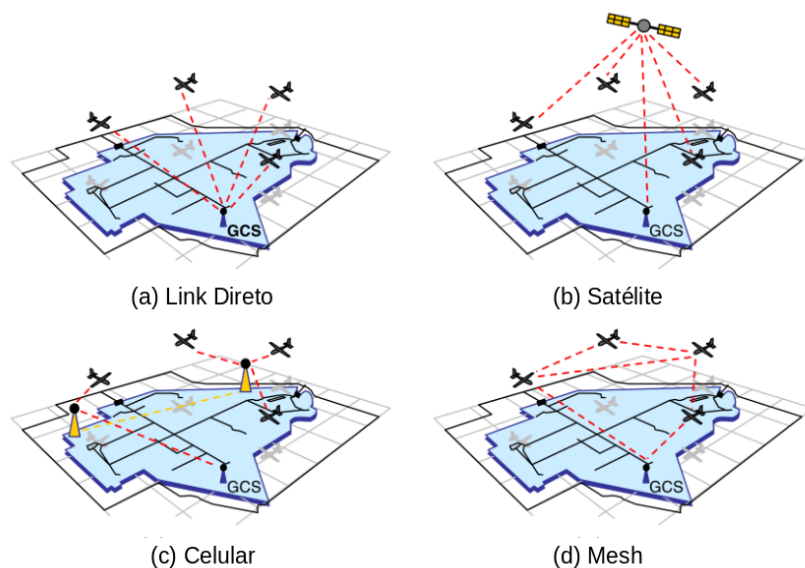 GCS
(a) Link Direto
GCS
(b) Satélite
GCS
(c) Celular
GCS
(d) Mesh